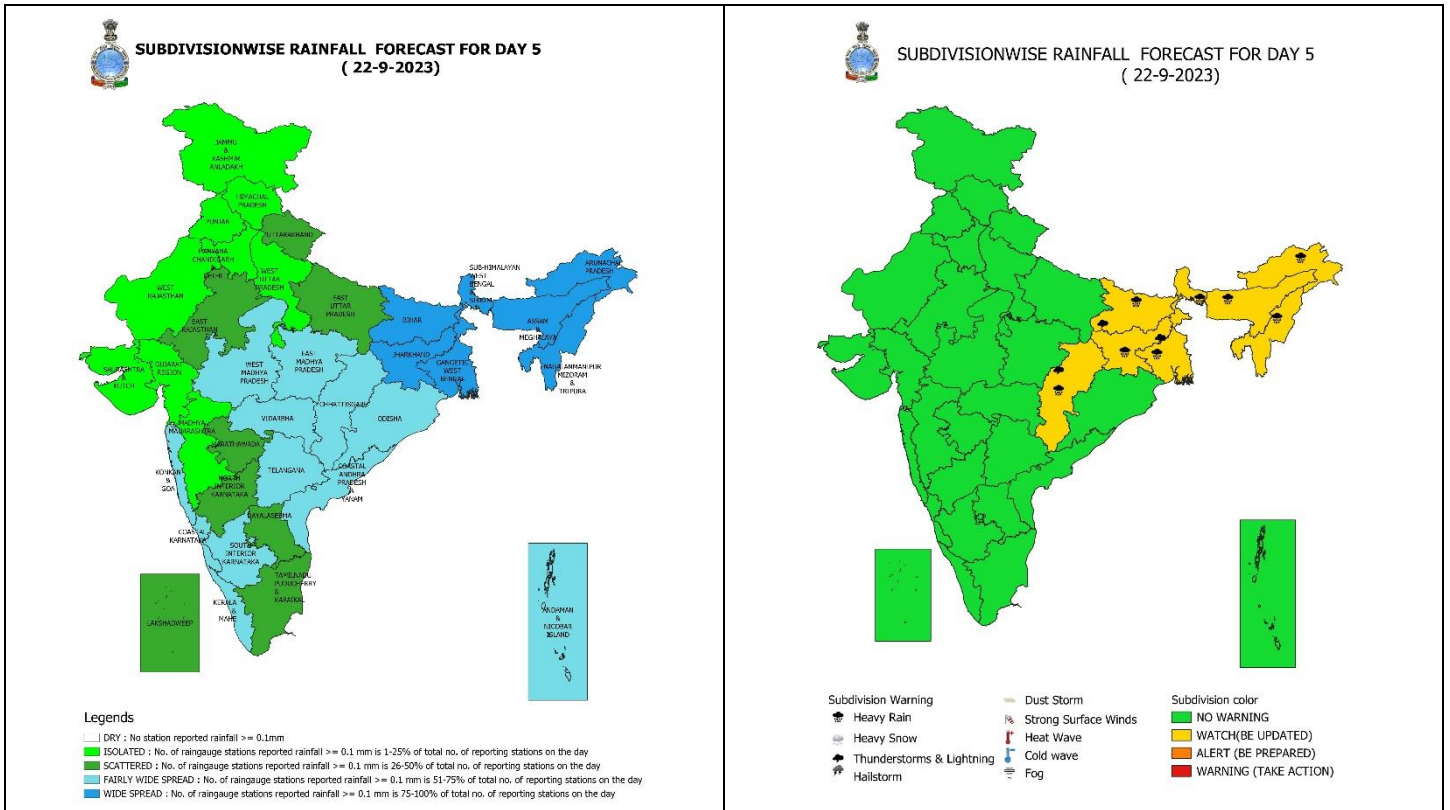 SUBDIVISIONWISE RAINFALL FORECAST FOR DAY 5
( 22-9-2023)
JAMMU
&
KASHMIR
ANLADAKH
HIMACHAL
PRADESH
PUNJAB
UTTARAKHAND
CHANDIGARH
&
DELHI
WEST
UTTAR
PRADESH
WEST
RAJASTHAN
EAST
UTTAR
PRADESH
EAST
RAJASTHAN
SUB-HIMALAYAN
WEST
BENGAL
&
ARUNACHAL
PRADESH
BIHAR
ASSAM
&
MEGHALAYA
JHARKHAND
GANGETIC
WEST
BENGAL
MIZORAM
&
TRIPURA
SAURASHTRA
&
KUTCH
GUJARAT
REGION
WEST
MADHYA
PRADESH
EAST
MADHYA
PRADESH
CHHATTISGARH
VIDARBHA
ODISHA
MADHYA
MAHARASHTRA
MARATHAWADA
KONKAN
&
GOA
TELANGANA
COASTAL
ANDHRA
PRADESH
&
YANAM
INTERIOR
KARNATAKA
COASTAL
KARNATAKA
SOUTH
INTERIOR
KARNATAKA
TAMILNADU
PUDUCHERRY
&
KARAIKAL
KERALA
&
MAHE
LAKSHADWEEP
ANDAMAN
&
NICOBAR
ISLAND
Legends
DRY : No station reported rainfall >= 0.1mm
ISOLATED : No. of raingauge stations reported rainfall >= 0.1 mm is 1-25% of total no. of reporting stations on the day
SCATTERED : No. of raingauge stations reported rainfall >= 0.1 mm is 26-50% of total no. of reporting stations on the day
FAIRLY WIDE SPREAD : No. of raingauge stations reported rainfall >= 0.1 mm is 51-75% of total no. of reporting stations on the day
WIDE SPREAD : No. of raingauge stations reported rainfall >= 0.1 mm is 75-100% of total no. of reporting stations on the day
SUBDIVISIONWISE RAINFALL FORECAST FOR DAY 5
( 22-9-2023)
Subdivision Warning
Heavy Rain
Heavy Snow
Thunderstorms & Lightning
Hailstorm
Dust Storm
Strong Surface Winds
Heat Wave
Cold wave
Fog
Subdivision color
NO WARNING
WATCH(BE UPDATED)
ALERT (BE PREPARED)
WARNING (TAKE ACTION)